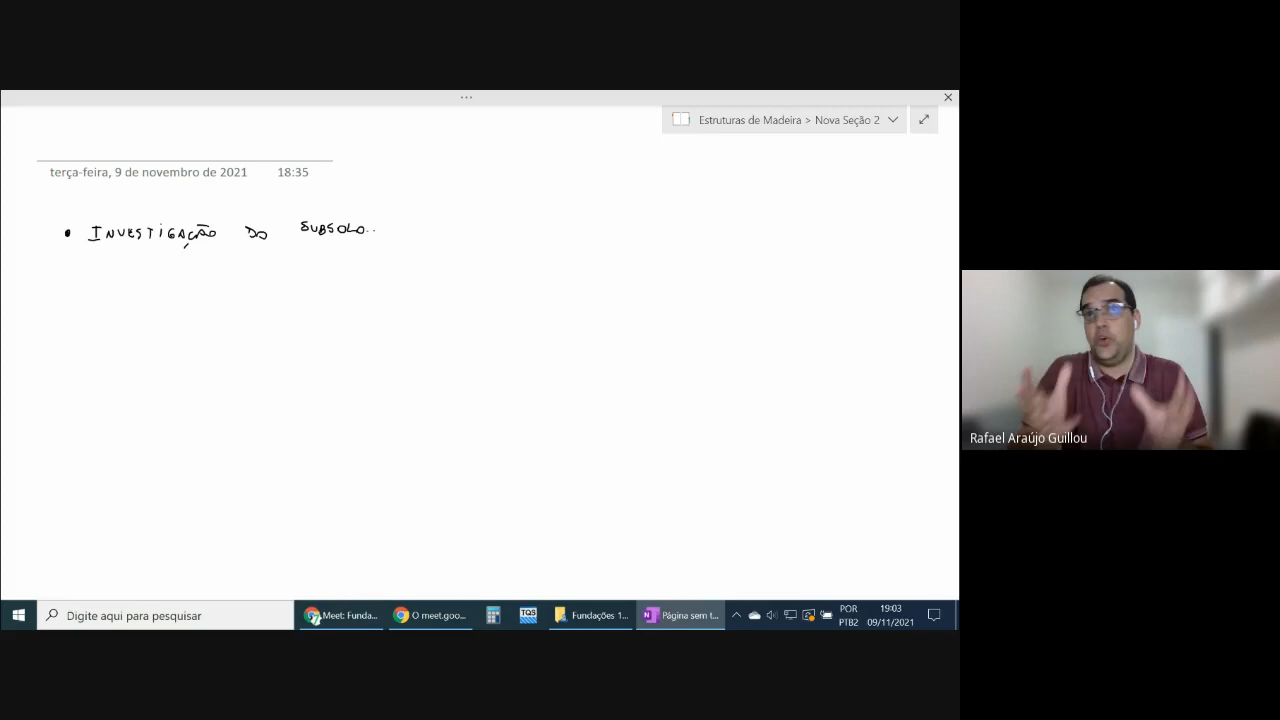 Estruturas de Madeira > Nova Seção 2
terça-feira, 9 de novembro de 2021 18:35
• INVESTIGAÇÃO DO SUBSOLO..
Rafael Araújo Guillou
Digite aqui para pesquisar
Meet: Funda...
O meet.goo...
TQS
Fundações 1...
Página sem t...
POR
PTB2
19:03
09/11/2021